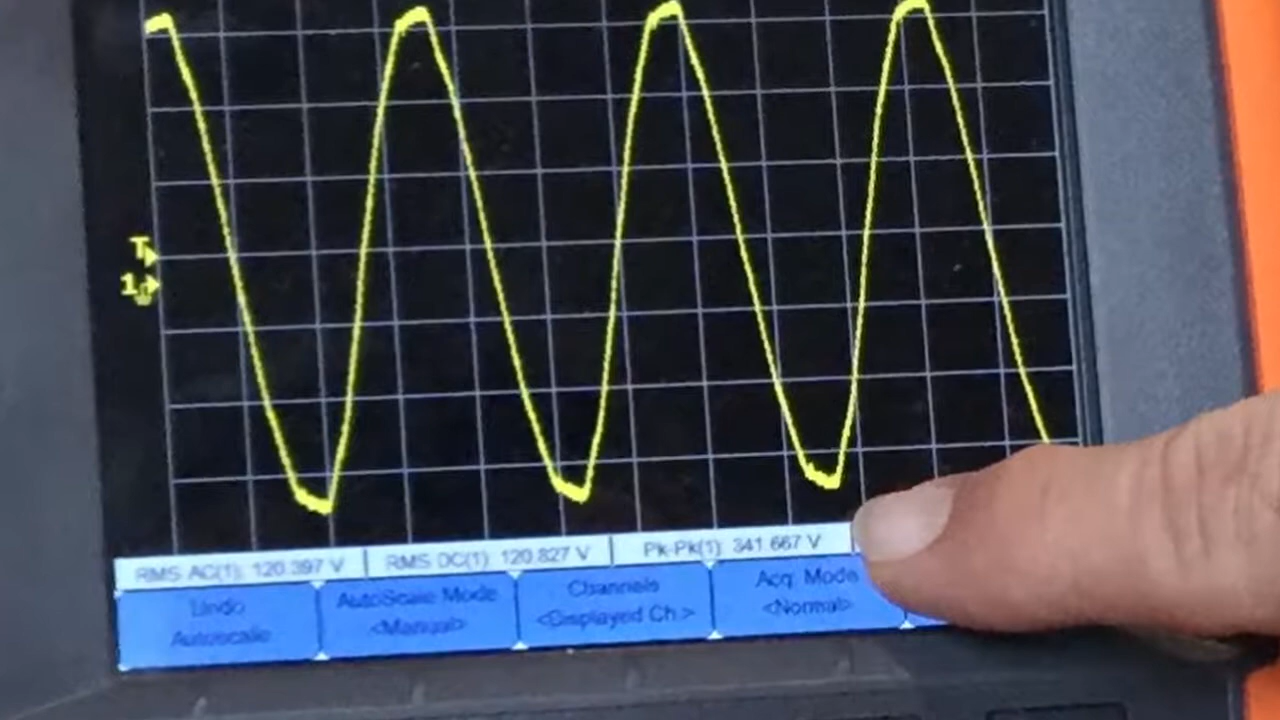 T
1
RMS AC(1): 120.397 V
RMS DC(1): 120.827 V
Pk-Pk(1): 341.667 V
Undo
Autoscale
AutoScale Mode
<Manual>
Channels
<Displayed Ch.>
Acq. Mode
<Normal>